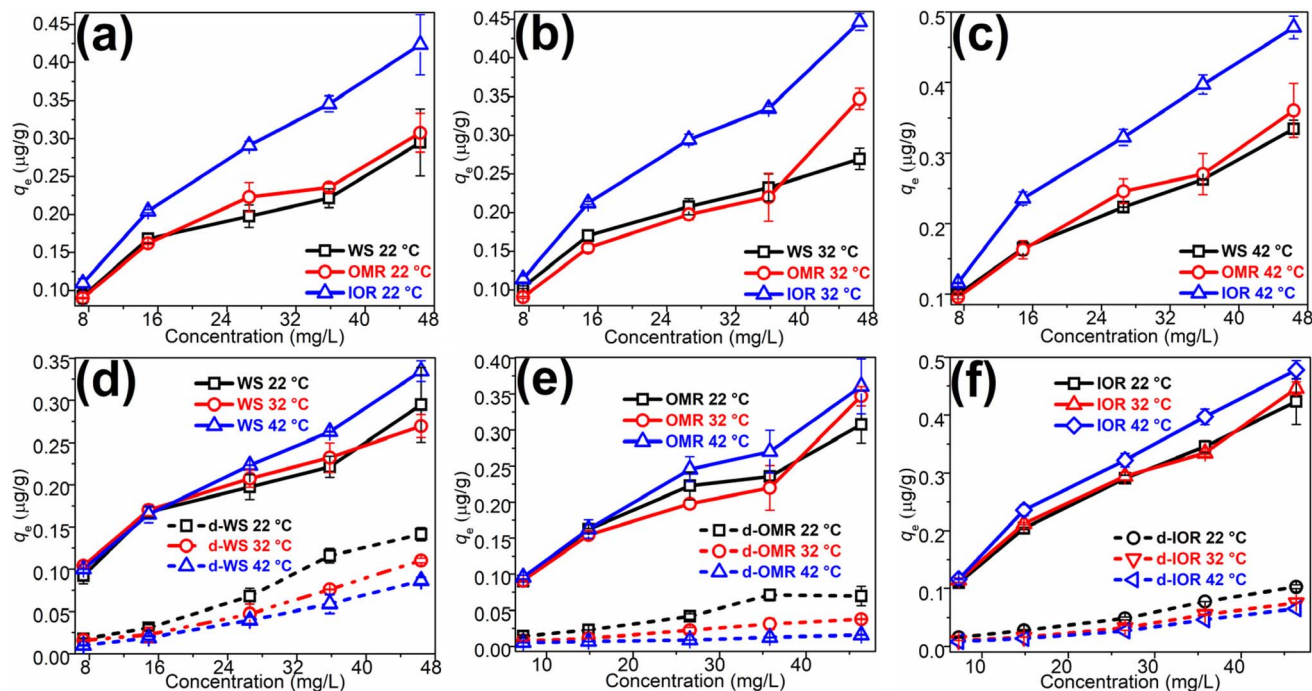 (a)
0.45
0.40
0.35
0.30
0.25
0.20
0.15
0.10
qe (µg/g)
WS 22 °C
OMR 22 °C
IOR 22 °C
8 16 24 32 40 48
Concentration (mg/L)
(b)
0.45
0.40
0.35
0.30
0.25
0.20
0.15
0.10
qe (µg/g)
WS 32 °C
OMR 32 °C
IOR 32 °C
8 16 24 32 40 48
Concentration (mg/L)
(c)
0.5
0.4
0.3
0.2
0.1
qe (µg/g)
WS 42 °C
OMR 42 °C
IOR 42 °C
8 16 24 32 40 48
Concentration (mg/L)
(d)
0.35
0.30
0.25
0.20
0.15
0.10
0.05
0.00
qe (µg/g)
WS 22 °C
WS 32 °C
WS 42 °C
d-WS 22 °C
d-WS 32 °C
d-WS 42 °C
8 16 24 32 40 48
Concentration (mg/L)
(e)
0.40
0.35
0.30
0.25
0.20
0.15
0.10
0.05
0.00
qe (µg/g)
OMR 22 °C
OMR 32 °C
OMR 42 °C
d-OMR 22 °C
d-OMR 32 °C
d-OMR 42 °C
10 20 30 40
Concentration (mg/L)
(f)
0.5
0.4
0.3
0.2
0.1
0.0
qe (µg/g)
IOR 22 °C
IOR 32 °C
IOR 42 °C
d-IOR 22 °C
d-IOR 32 °C
d-IOR 42 °C
10 20 30 40
Concentration (mg/L)